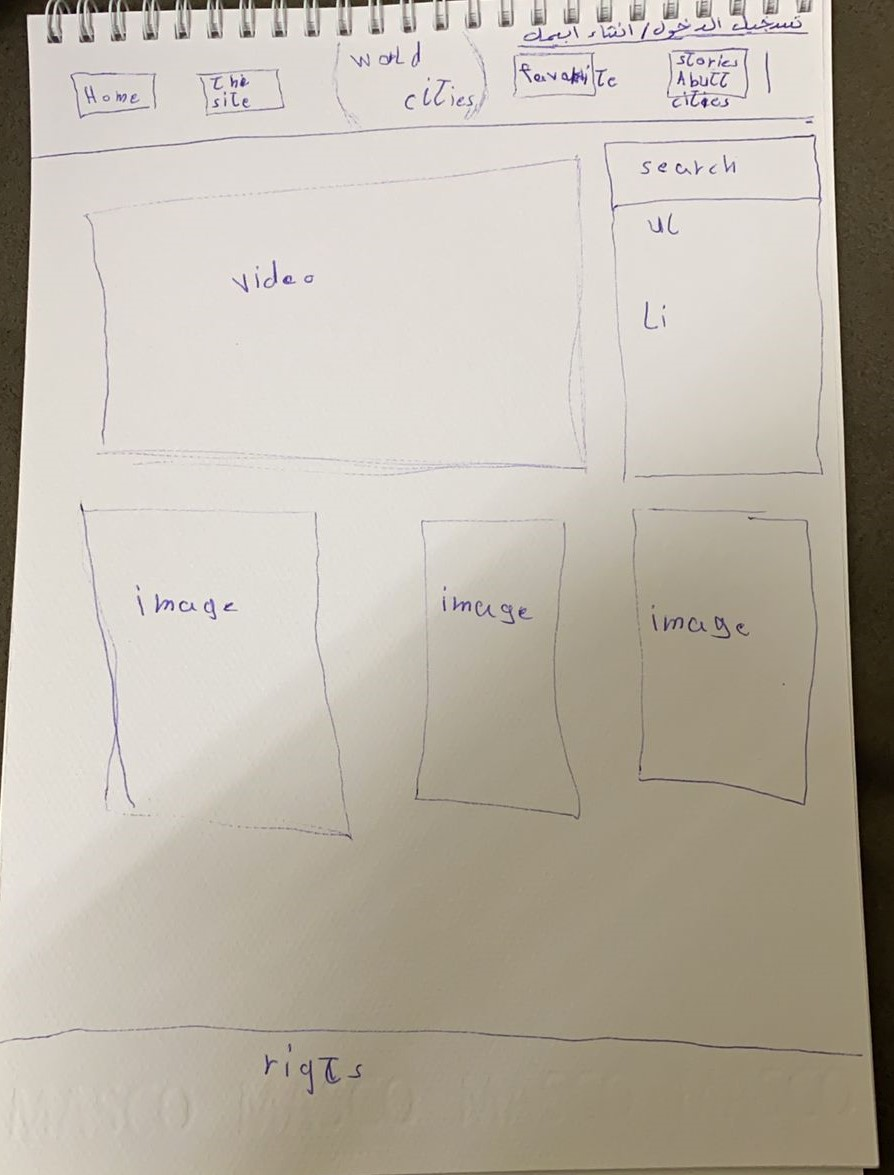 تسجيل الدخول / انشاء ايميل
Home
The
site
World
cities
favorite
stories
Abutt
cities
search
ul
Li
video
image
image
image
rigts